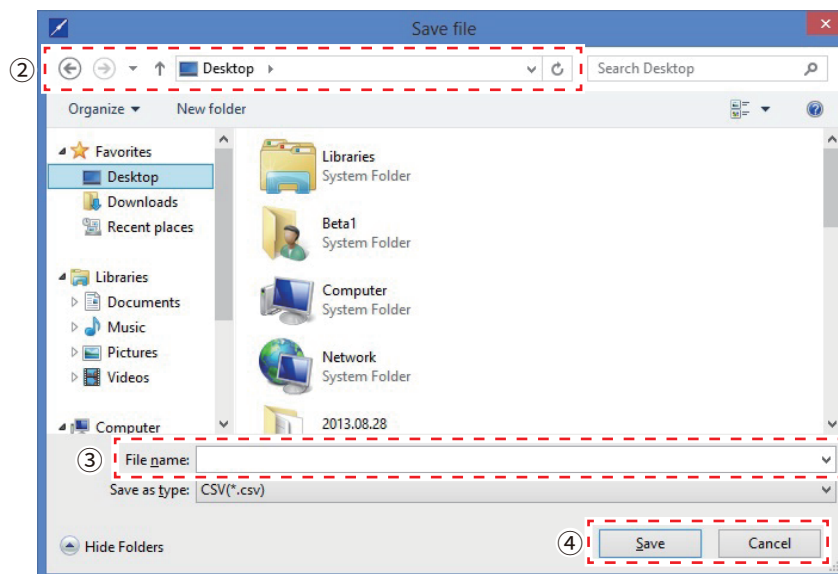 Save file
② Desktop Search Desktop
Organize New folder
Favorites
Desktop
Downloads
Recent places
Libraries
Documents
Music
Pictures
Videos
Computer
Libraries
System Folder
Beta1
System Folder
Computer
System Folder
Network
System Folder
2013.08.28
③ File name:
Save as type: CSV(*.csv)
Hide Folders ④ Save Cancel